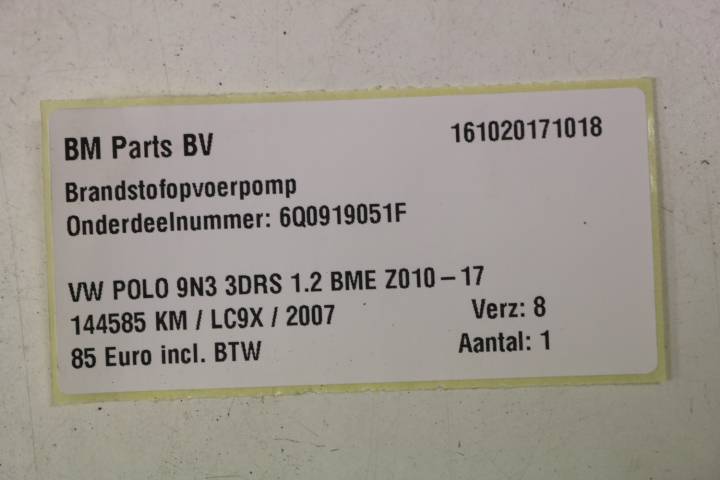 BM Parts BV 161020171018
Brandstofopvoerpomp
Onderdeelnummer: 6Q0919051F
VW POLO 9N3 3DRS 1.2 BME Z010-17
144585 KM / LC9X / 2007 Verz: 8
85 Euro incl. BTW Aantal: 1